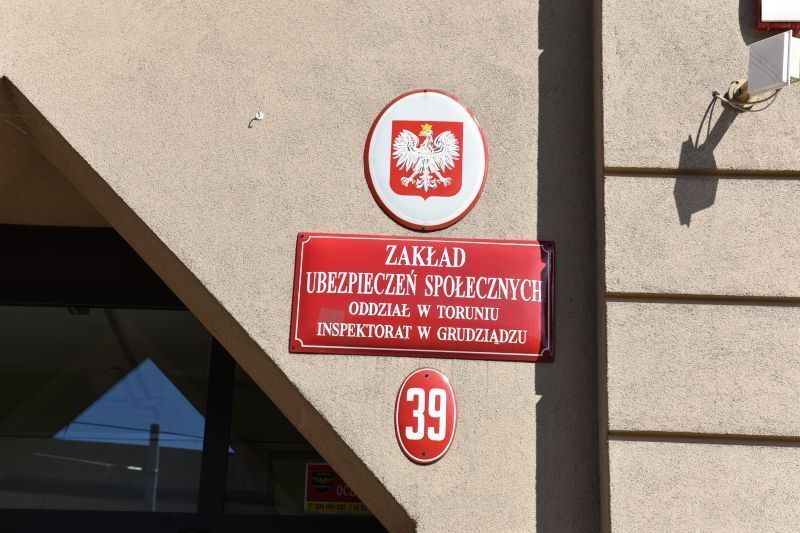 ZAKŁAD
UBEZPIECZEŃ SPOŁECZNYCH
ODDZIAŁ W TORUNIU
INSPEKTORAT W GRUDZIĄDZU
39